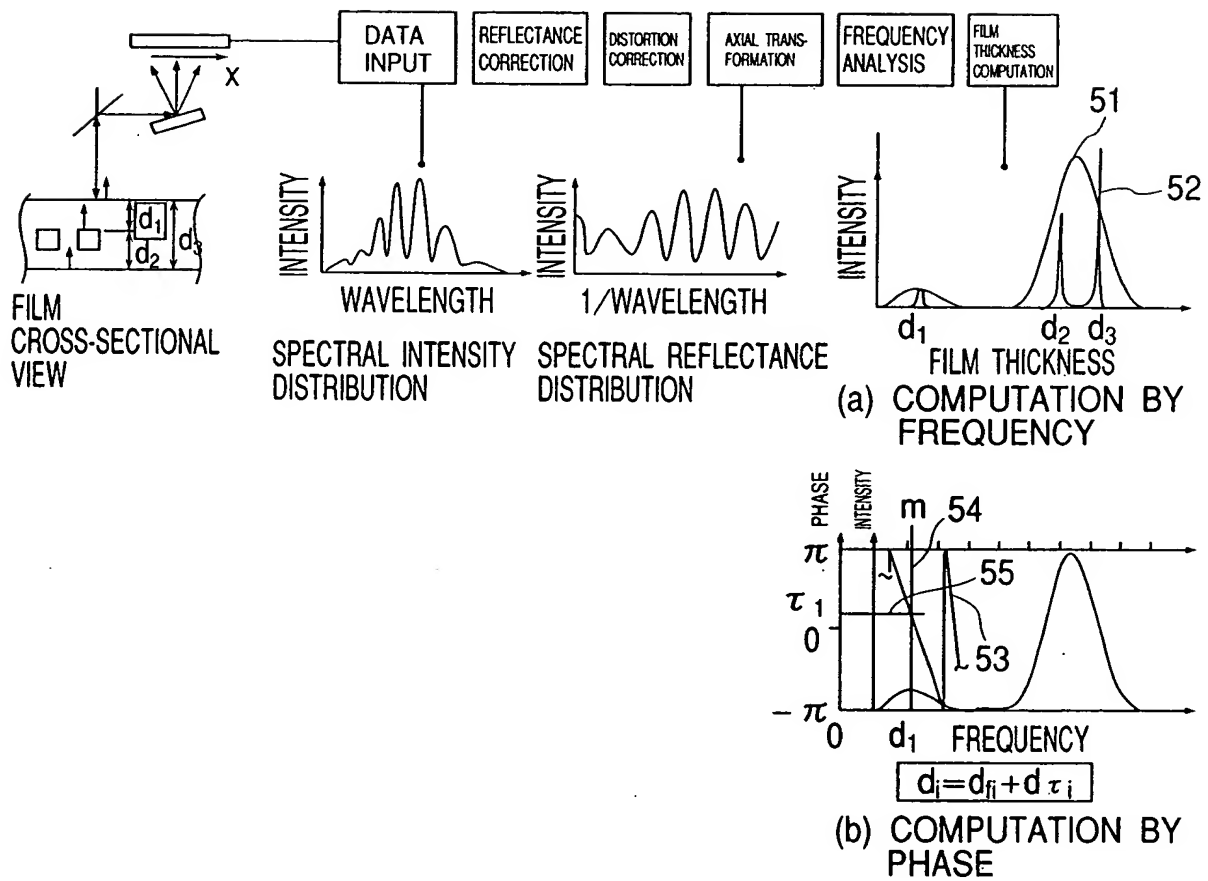 DATA
INPUT
REFLECTANCE
CORRECTION
DISTORTION
CORRECTION
AXIAL TRANS-
FORMATION
FREQUENCY
ANALYSIS
FILM
THICKNESS
COMPUTATION
X
d1
d2
d3
FILM
CROSS-SECTIONAL
VIEW
INTENSITY
WAVELENGTH
SPECTRAL INTENSITY
DISTRIBUTION
INTENSITY
1/WAVELENGTH
SPECTRAL REFLECTANCE
DISTRIBUTION
51
52
INTENSITY
d1 d2 d3
FILM THICKNESS
(a) COMPUTATION BY
FREQUENCY
PHASE
INTENSITY
m
54
π
55
τ1
0
53
-π
0 d1 FREQUENCY
di=dfi+dτi
(b) COMPUTATION BY
PHASE